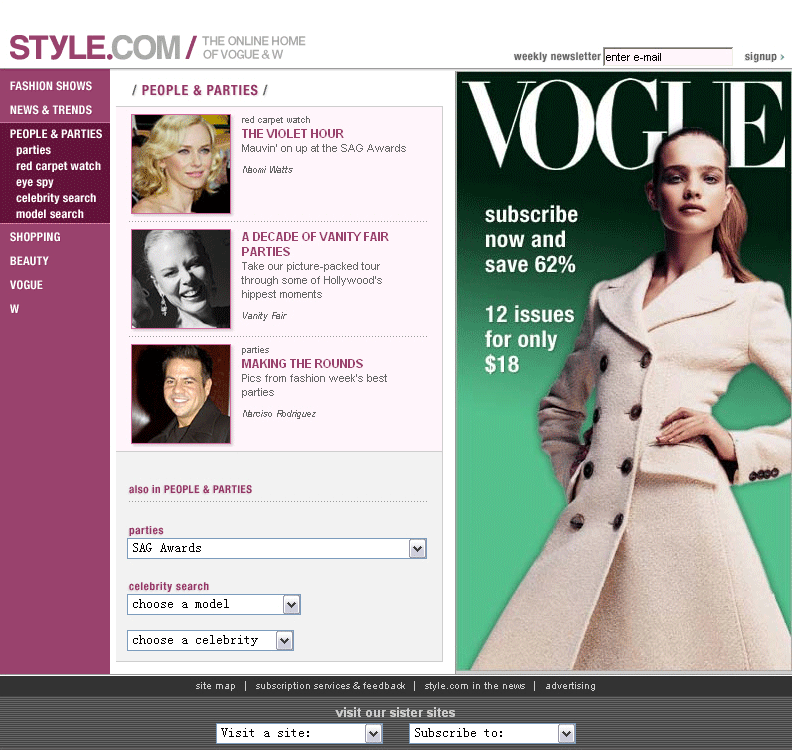 STYLE.COM / THE ONLINE HOME
OF VOGUE & W
weekly newsletter enter e-mail signup ›
FASHION SHOWS
NEWS & TRENDS
PEOPLE & PARTIES
parties
red carpet watch
eye spy
celebrity search
model search
SHOPPING
BEAUTY
VOGUE
W
/ PEOPLE & PARTIES /
red carpet watch
THE VIOLET HOUR
Mauvin' on up at the SAG Awards
Naomi Watts
A DECADE OF VANITY FAIR
PARTIES
Take our picture-packed tour
through some of Hollywood's
hippest moments
Vanity Fair
parties
MAKING THE ROUNDS
Pics from fashion week's best
parties
Narciso Rodriguez
also in PEOPLE & PARTIES
parties
SAG Awards
celebrity search
choose a model
choose a celebrity
VOGUE
subscribe
now and
save 62%
12 issues
for only
$18
site map | subscription services & feedback | style.com in the news | advertising
visit our sister sites
Visit a site: Subscribe to: